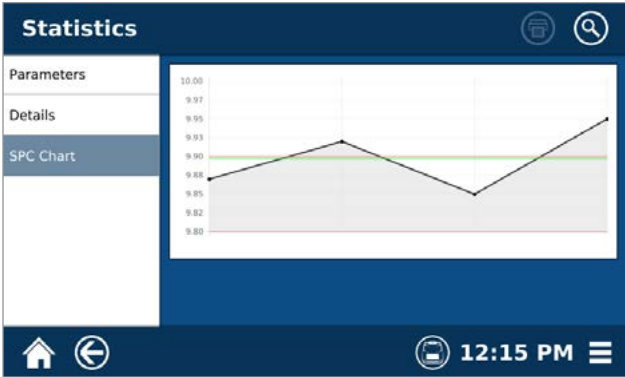 Statistics
Parameters
Details
SPC Chart
10.00
9.97
9.95
9.93
9.90
9.88
9.85
9.82
9.80
12:15 PM